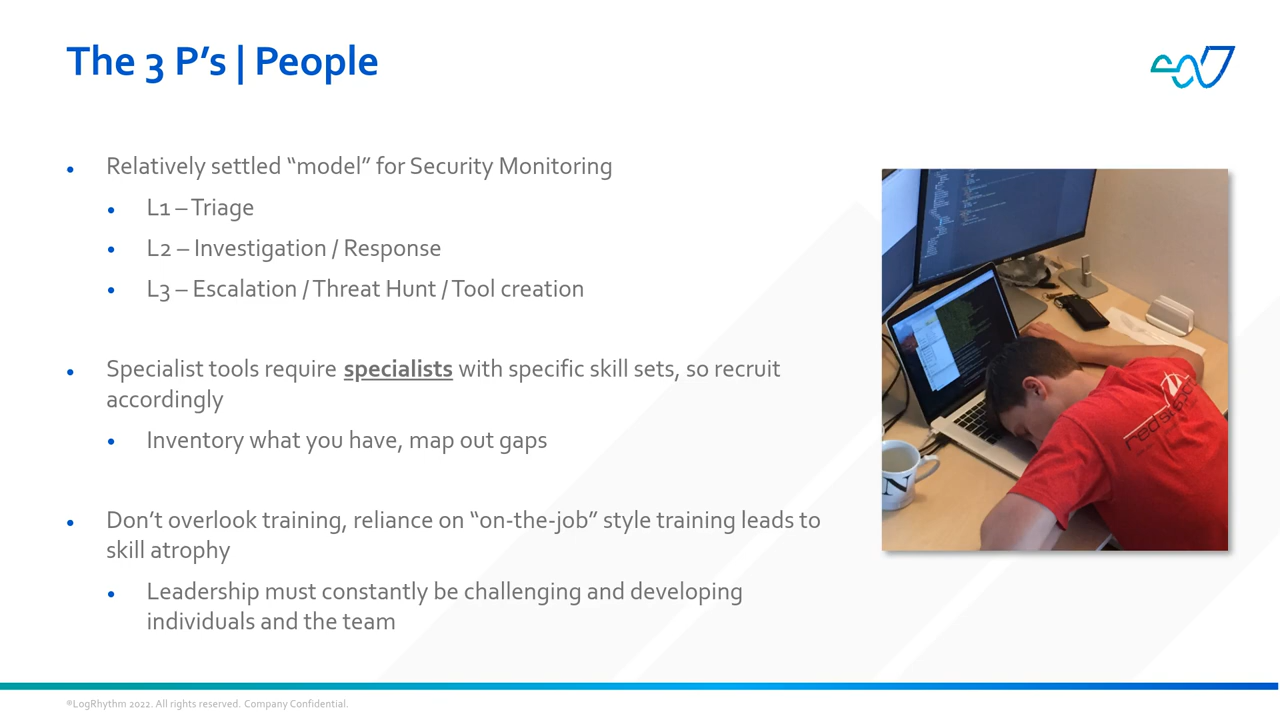 The 3 P’s | People
Relatively settled “model” for Security Monitoring
L1 – Triage
L2 – Investigation / Response
L3 – Escalation / Threat Hunt / Tool creation
Specialist tools require specialists with specific skill sets, so recruit
accordingly
Inventory what you have, map out gaps
Don’t overlook training, reliance on “on-the-job” style training leads to
skill atrophy
Leadership must constantly be challenging and developing
individuals and the team
N
©LogRhythm 2022. All rights reserved. Company Confidential.